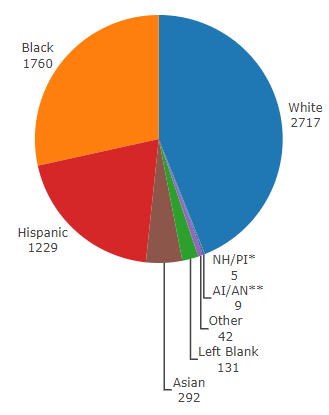 Black
1760
White
2717
Hispanic
1229
NH/PI*
5
AI/AN**
9
Other
42
Left Blank
131
Asian
292